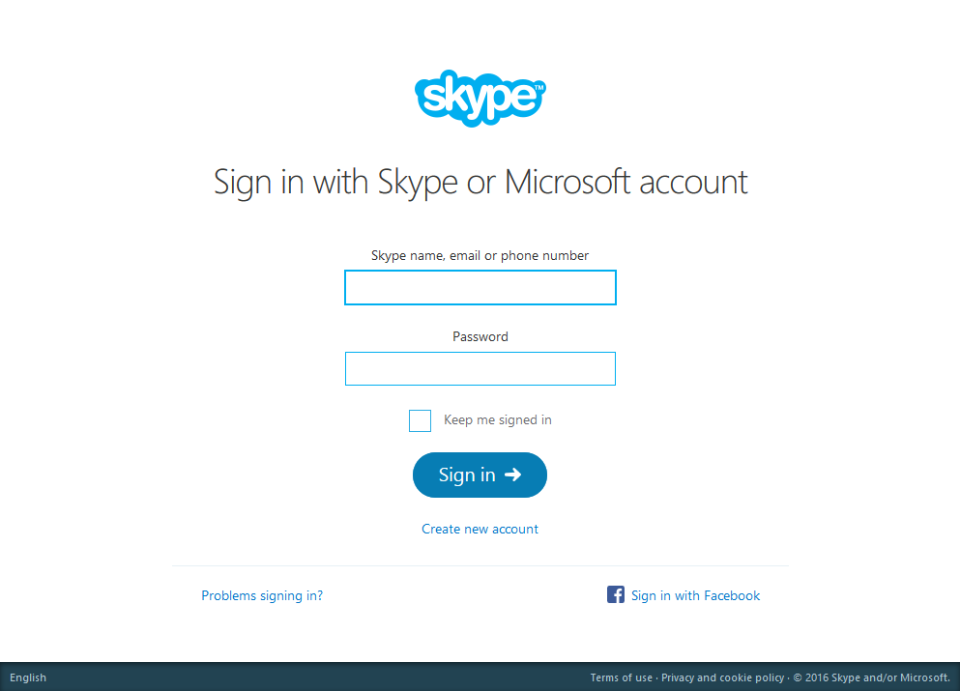 skype™
Sign in with Skype or Microsoft account
Skype name, email or phone number
Password
Keep me signed in
Sign in →
Create new account
Problems signing in?
f Sign in with Facebook
English
Terms of use · Privacy and cookie policy · © 2016 Skype and/or Microsoft.